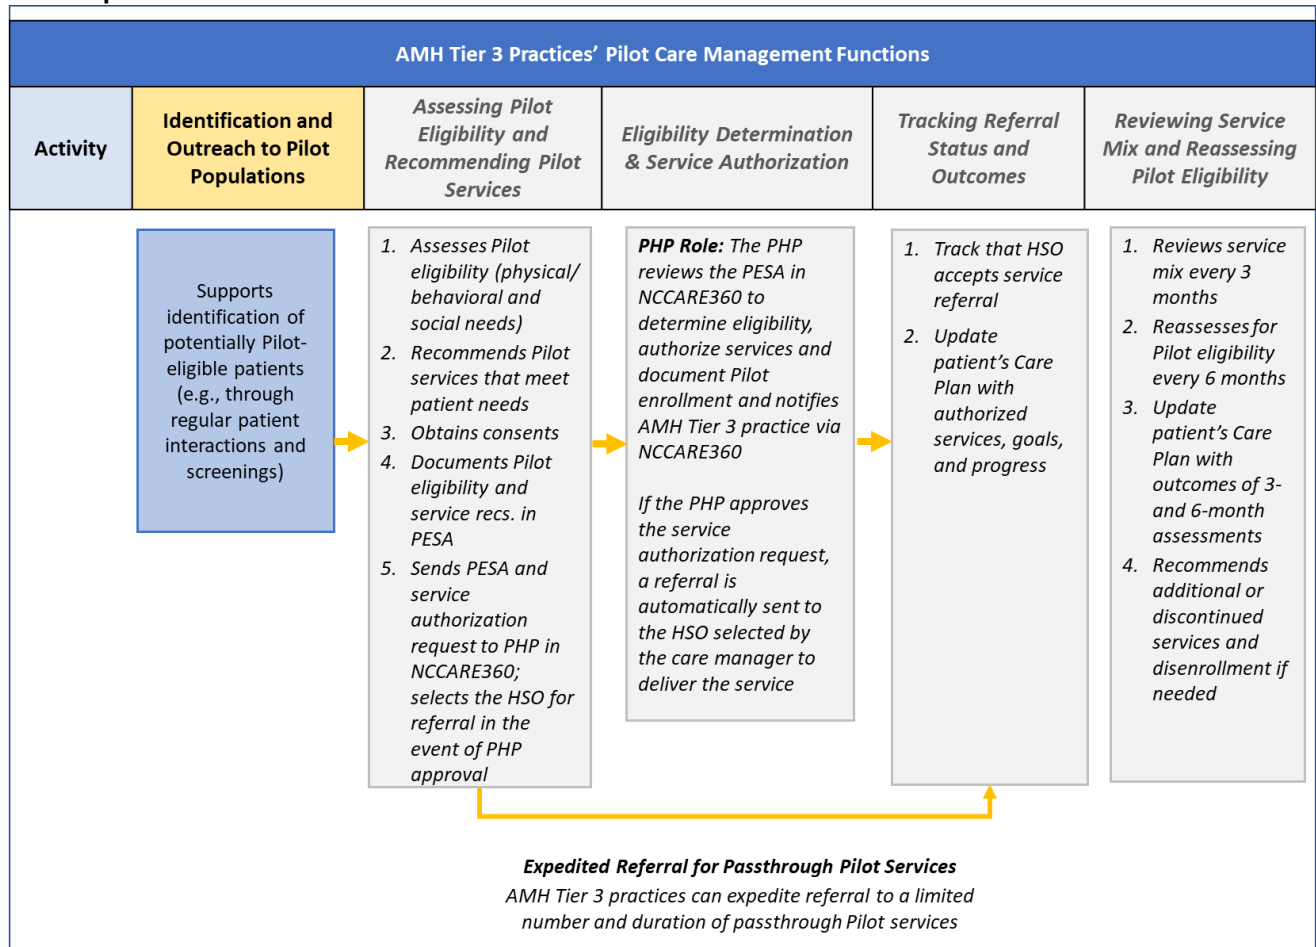 AMH Tier 3 Practices' Pilot Care Management Functions
Activity
Identification and
Outreach to Pilot
Populations
Assessing Pilot
Eligibility and
Recommending Pilot
Services
Eligibility Determination
& Service Authorization
Tracking Referral
Status and
Outcomes
Reviewing Service
Mix and Reassessing
Pilot Eligibility
Supports
identification of
potentially Pilot-
eligible patients
(e.g., through
regular patient
interactions and
screenings)
1. Assesses Pilot
eligibility (physical/
behavioral and
social needs)
2. Recommends Pilot
services that meet
patient needs
3. Obtains consents
4. Documents Pilot
eligibility and
service recs. in
PESA
5. Sends PESA and
service
authorization
request to PHP in
NCCARE360;
selects the HSO for
referral in the
event of PHP
approval
PHP Role: The PHP
reviews the PESA in
NCCARE360 to
determine eligibility,
authorize services and
document Pilot
enrollment and notifies
AMH Tier 3 practice via
NCCARE360
If the PHP approves
the service
authorization request,
a referral is
automatically sent to
the HSO selected by
the care manager to
deliver the service
1. Track that HSO
accepts service
referral
2. Update
patient's Care
Plan with
authorized
services, goals,
and progress
1. Reviews service
mix every 3
months
2. Reassesses for
Pilot eligibility
every 6 months
3. Update
patient's Care
Plan with
outcomes of 3-
and 6-month
assessments
4. Recommends
additional or
discontinued
services and
disenrollment if
needed
Expedited Referral for Passthrough Pilot Services
AMH Tier 3 practices can expedite referral to a limited
number and duration of passthrough Pilot services